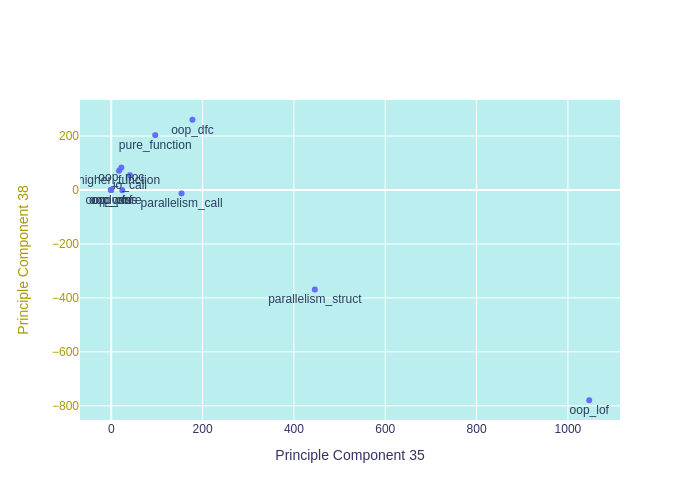 200
0
−200
−400
−600
−800
Principle Component 38
oop_dfc
pure_function
parallelism_call
parallelism_struct
oop_lof
0
200
400
600
800
1000
Principle Component 35